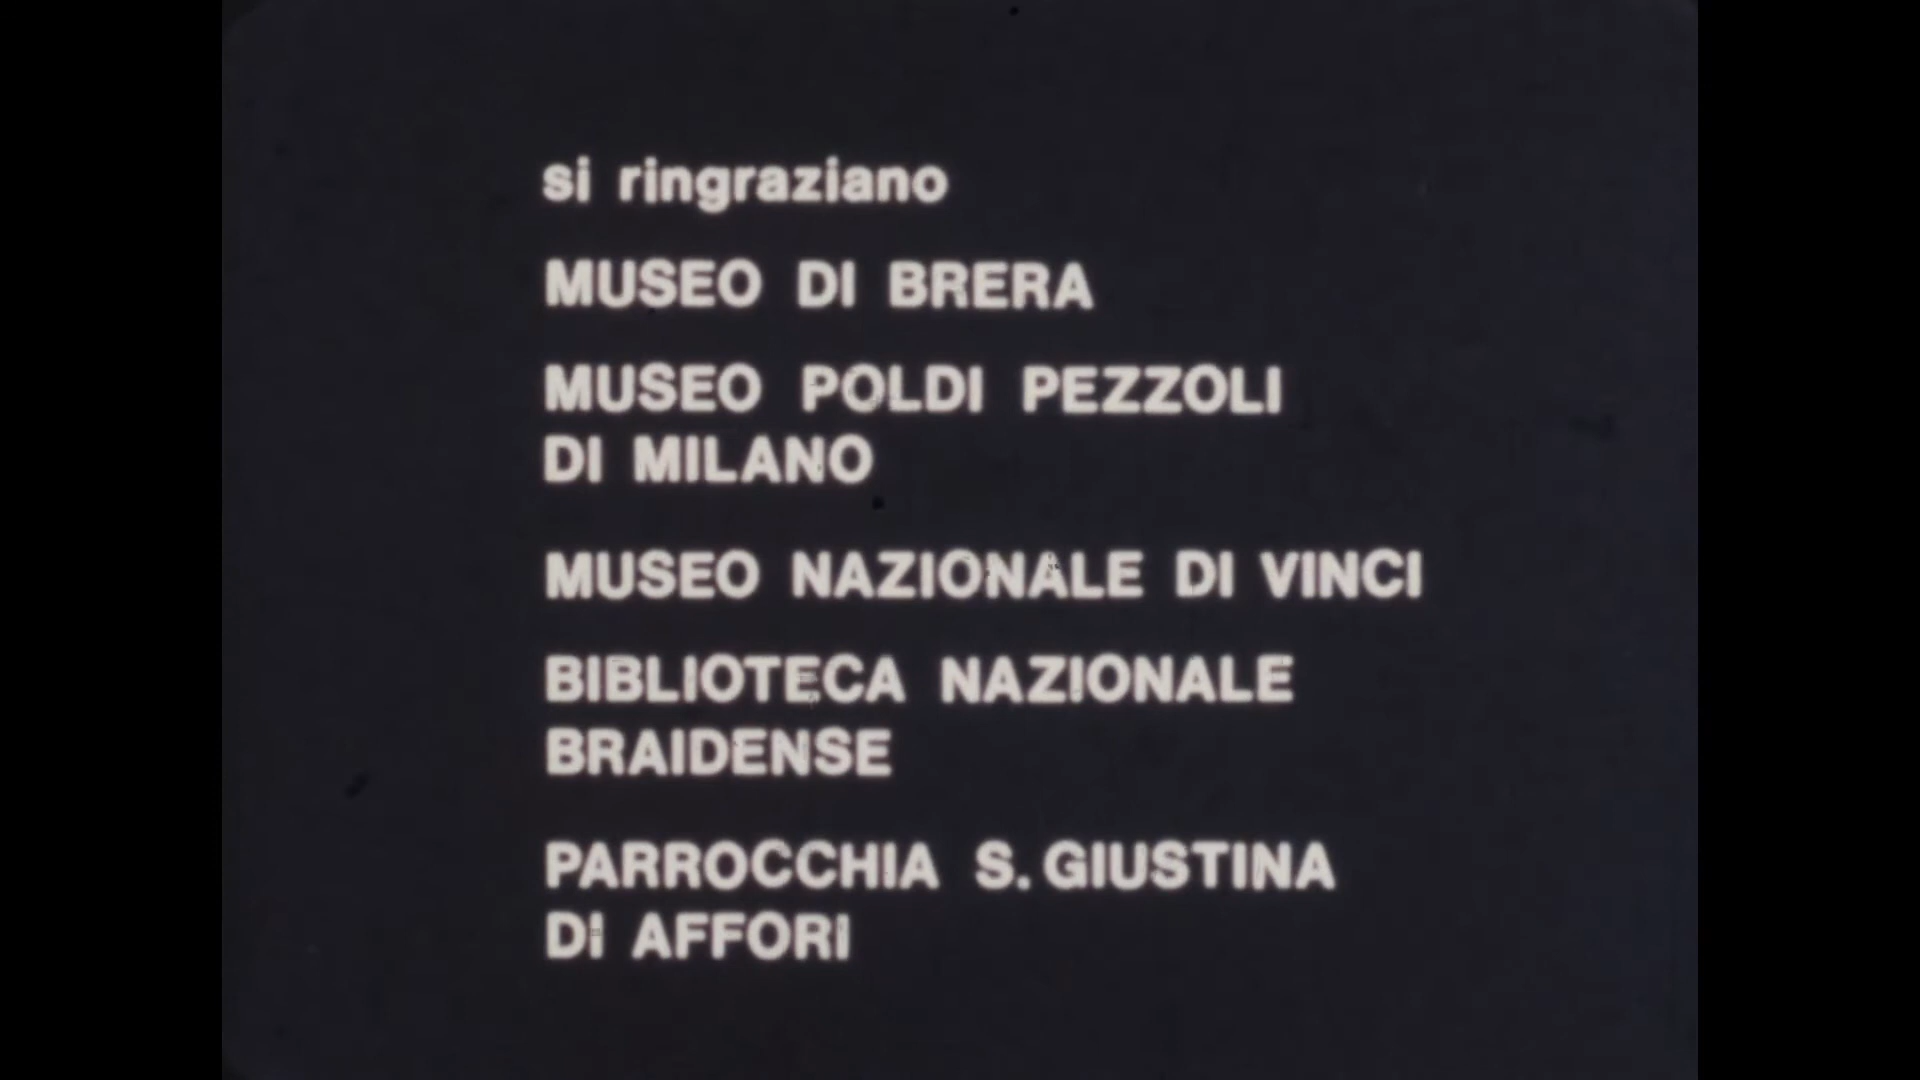 si ringraziano
MUSEO DI BRERA
MUSEO POLDI PEZZOLI
DI MILANO
MUSEO NAZIONALE DI VINCI
BIBLIOTECA NAZIONALE
BRAIDENSE
PARROCCHIA S. GIUSTINA
DI AFFORI